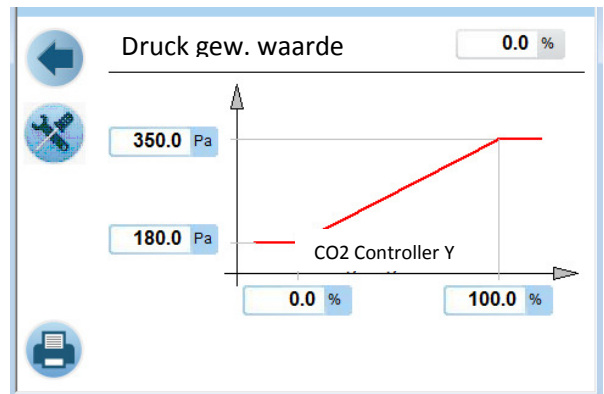 Druck gew. waarde 0.0 %
350.0 Pa
180.0 Pa
CO2 Controller Y
0.0 % 100.0 %